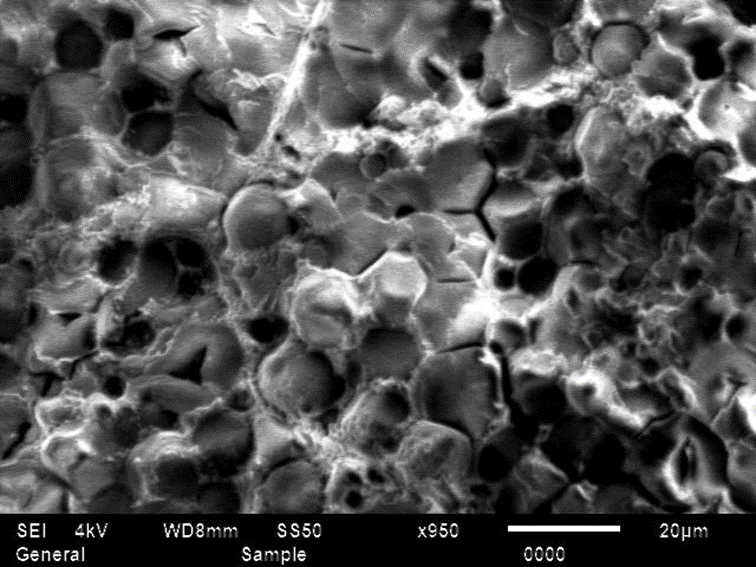 SEI 4kV WD8mm SS50 x950 20µm
General Sample 0000